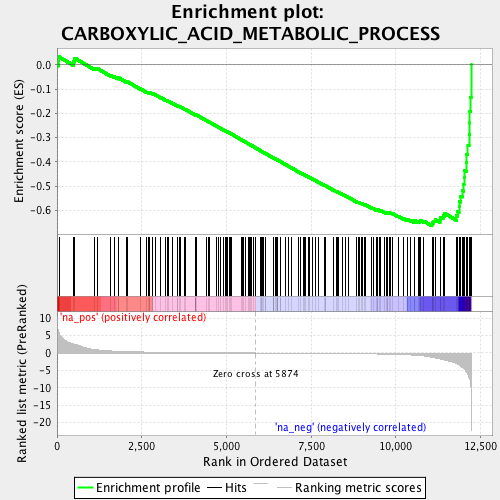 Enrichment plot:
CARBOXYLIC_ACID_METABOLIC_PROCESS
Enrichment score (ES)
0.0
-0.1
-0.2
-0.3
-0.4
-0.5
-0.6
Ranked list metric (PreRanked)
10
5
0
-5
-10
-15
-20
'na_pos' (positively correlated)
Zero cross at 5874
'na_neg' (negatively correlated)
0
2,500
5,000
7,500
10,000
12,500
Rank in Ordered Dataset
Enrichment profile
Hits
Ranking metric scores